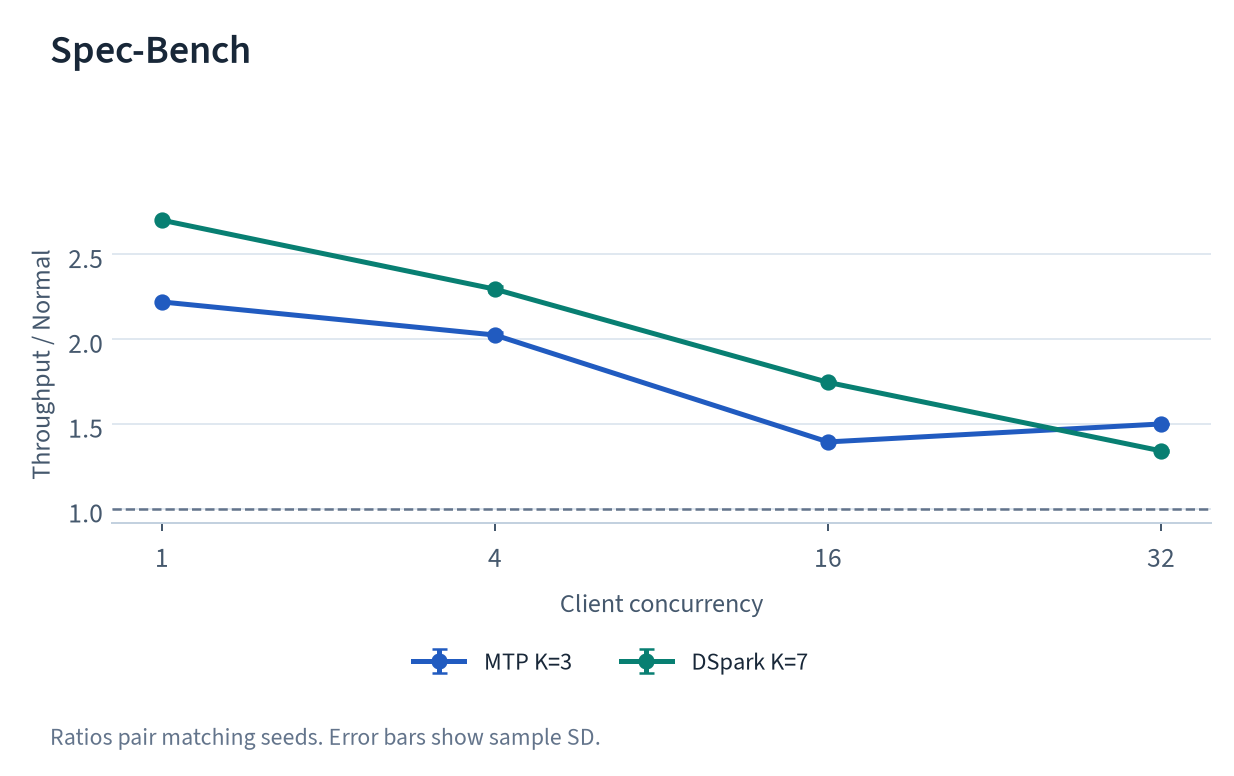 Spec-Bench
Throughput / Normal
2.5
2.0
1.5
1.0
1 4 16 32
Client concurrency
MTP K=3 DSpark K=7
Ratios pair matching seeds. Error bars show sample SD.